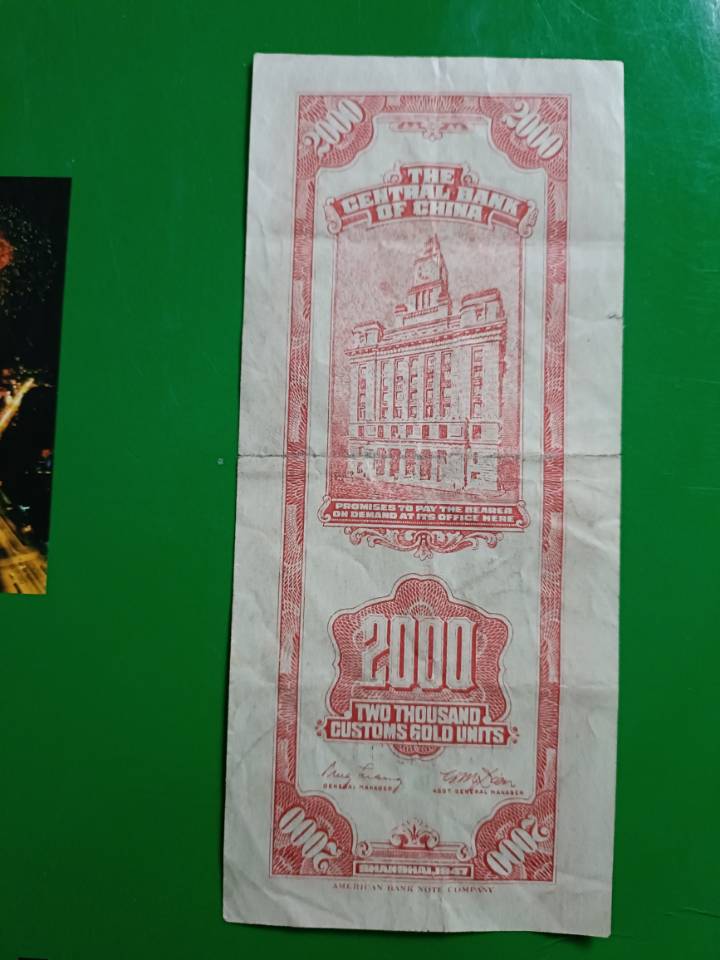 2000 2000
THE
CENTRAL BANK
OF CHINA
PROMISES TO PAY THE BEARER
ON DEMAND AT ITS OFFICE HERE
2000
TWO THOUSAND
CUSTOMS GOLD UNITS
GENERAL MANAGER ASST GENERAL MANAGER
2000 2000
SHANGHAI 1947
AMERICAN BANK NOTE COMPANY